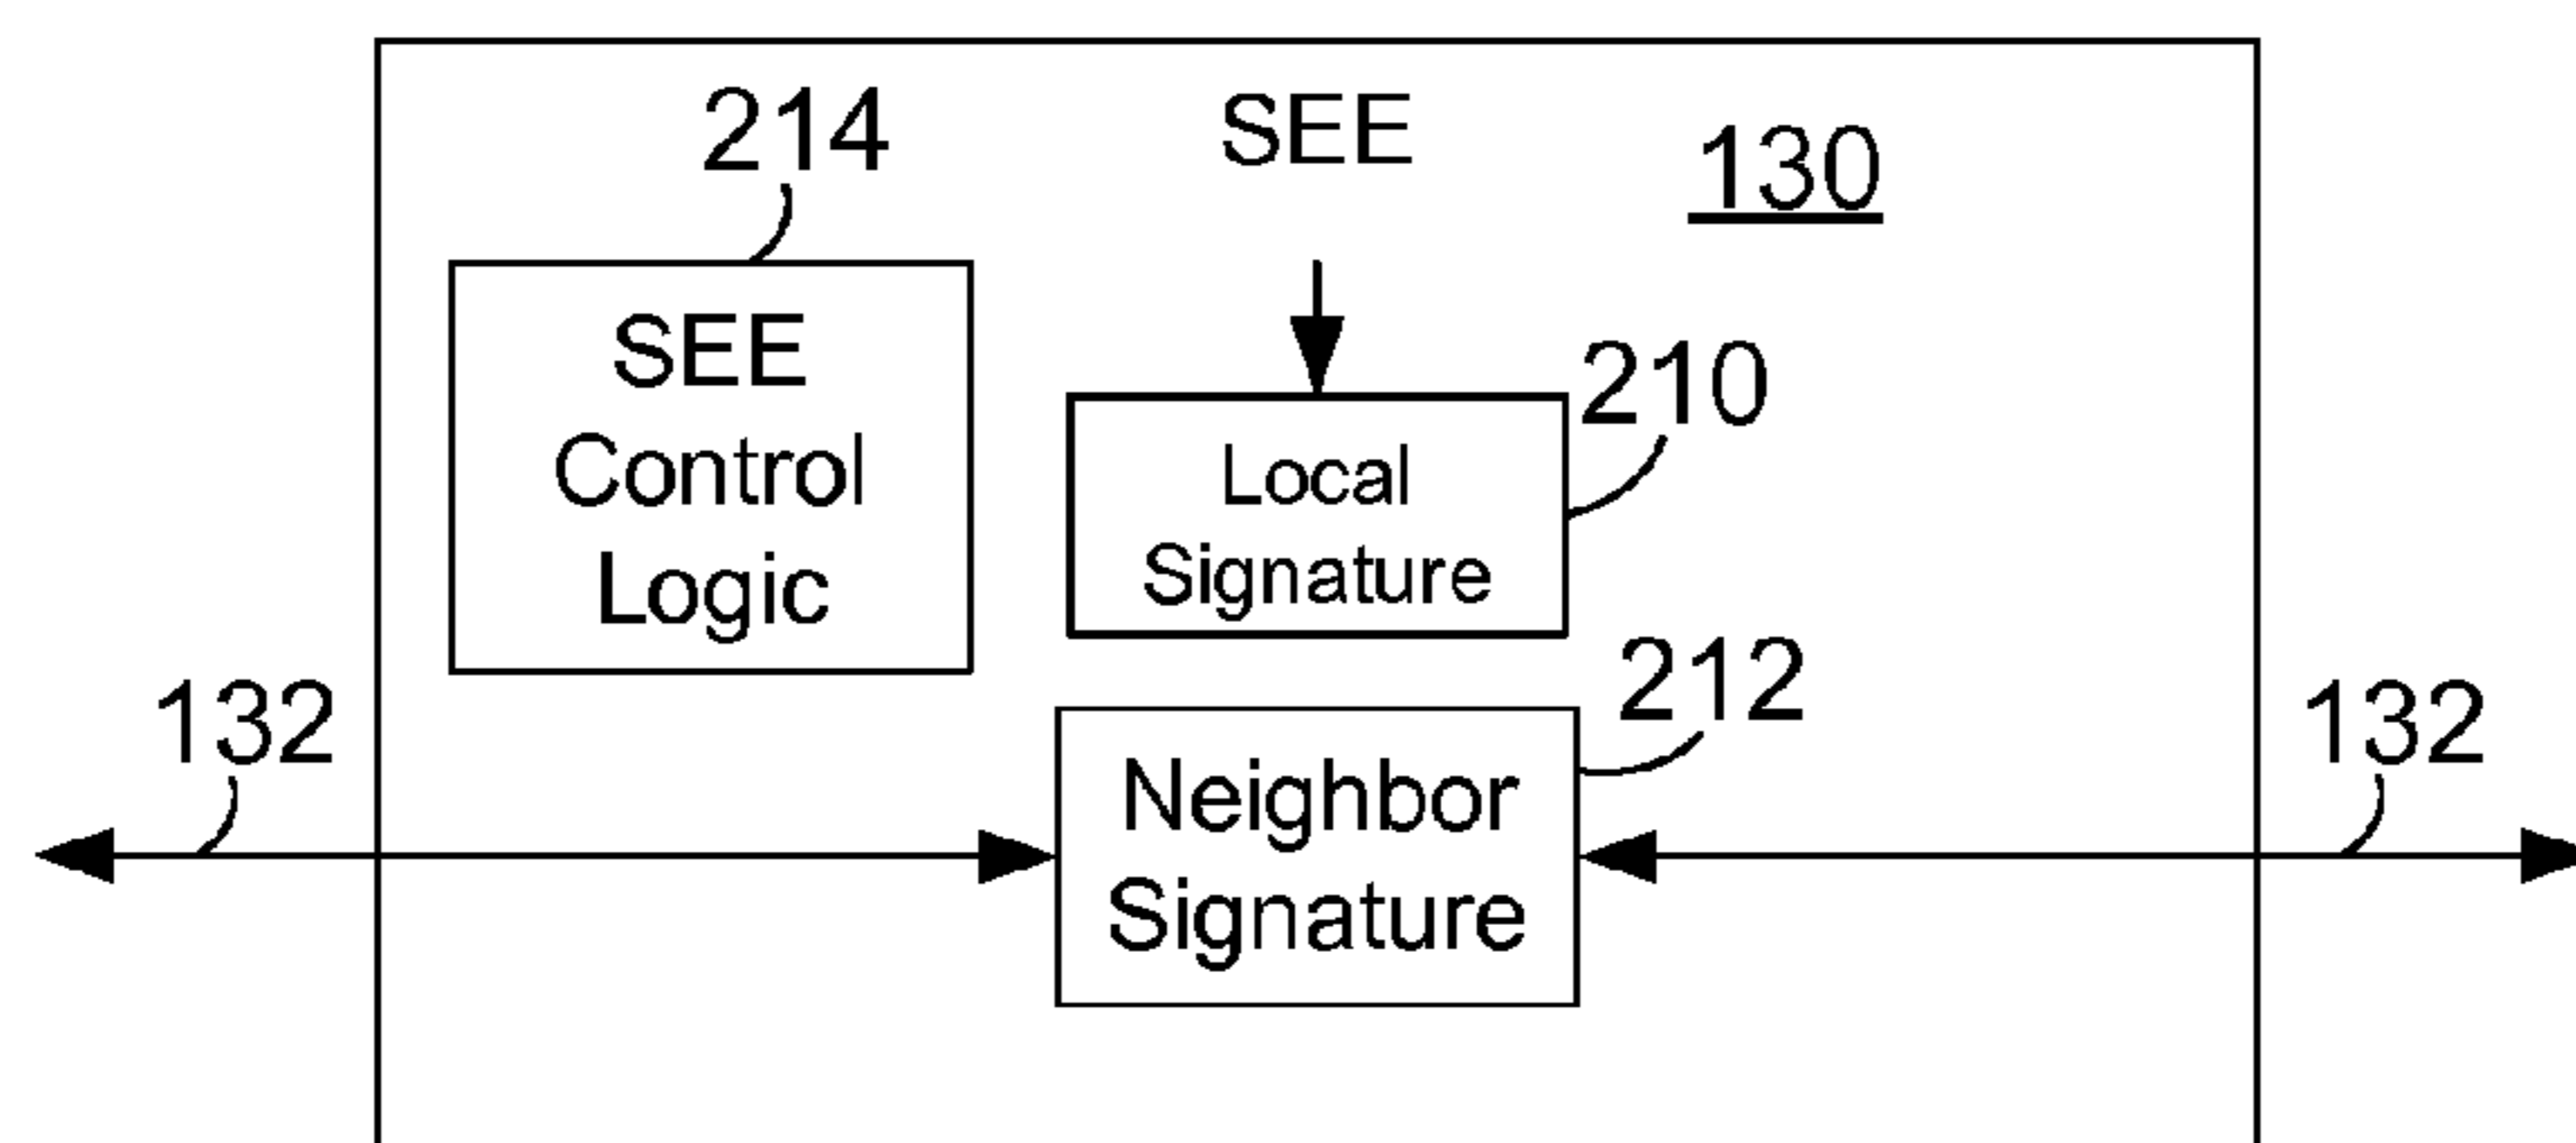 214
SEE
130
SEE
Control
Logic
210
Local
Signature
212
132
132
Neighbor
Signature